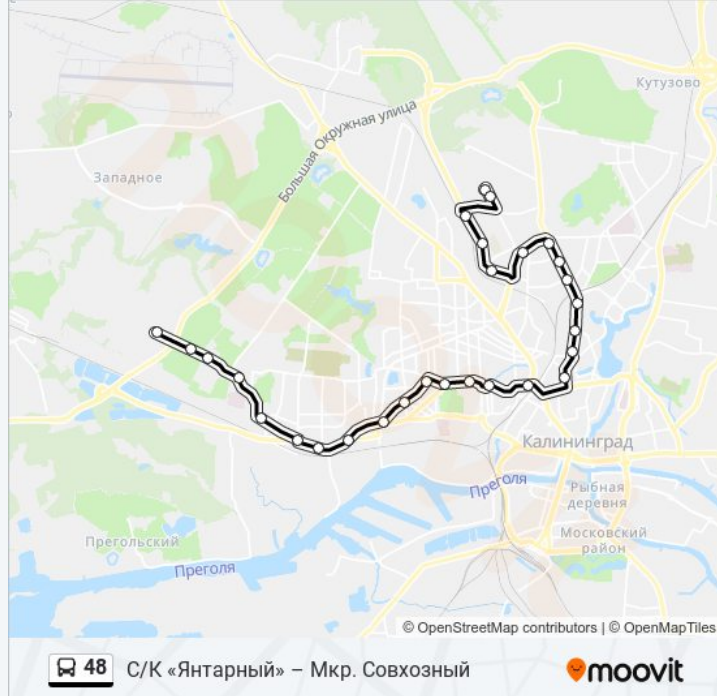 Кутузово
Большая Окружная улица
Западное
Калининград
Преголя
Рыбная
деревня
Московский
район
Прегольский
Преголя
© OpenStreetMap contributors | © OpenMapTiles
48 С/К «Янтарный» – Мкр. Совхозный
moovit